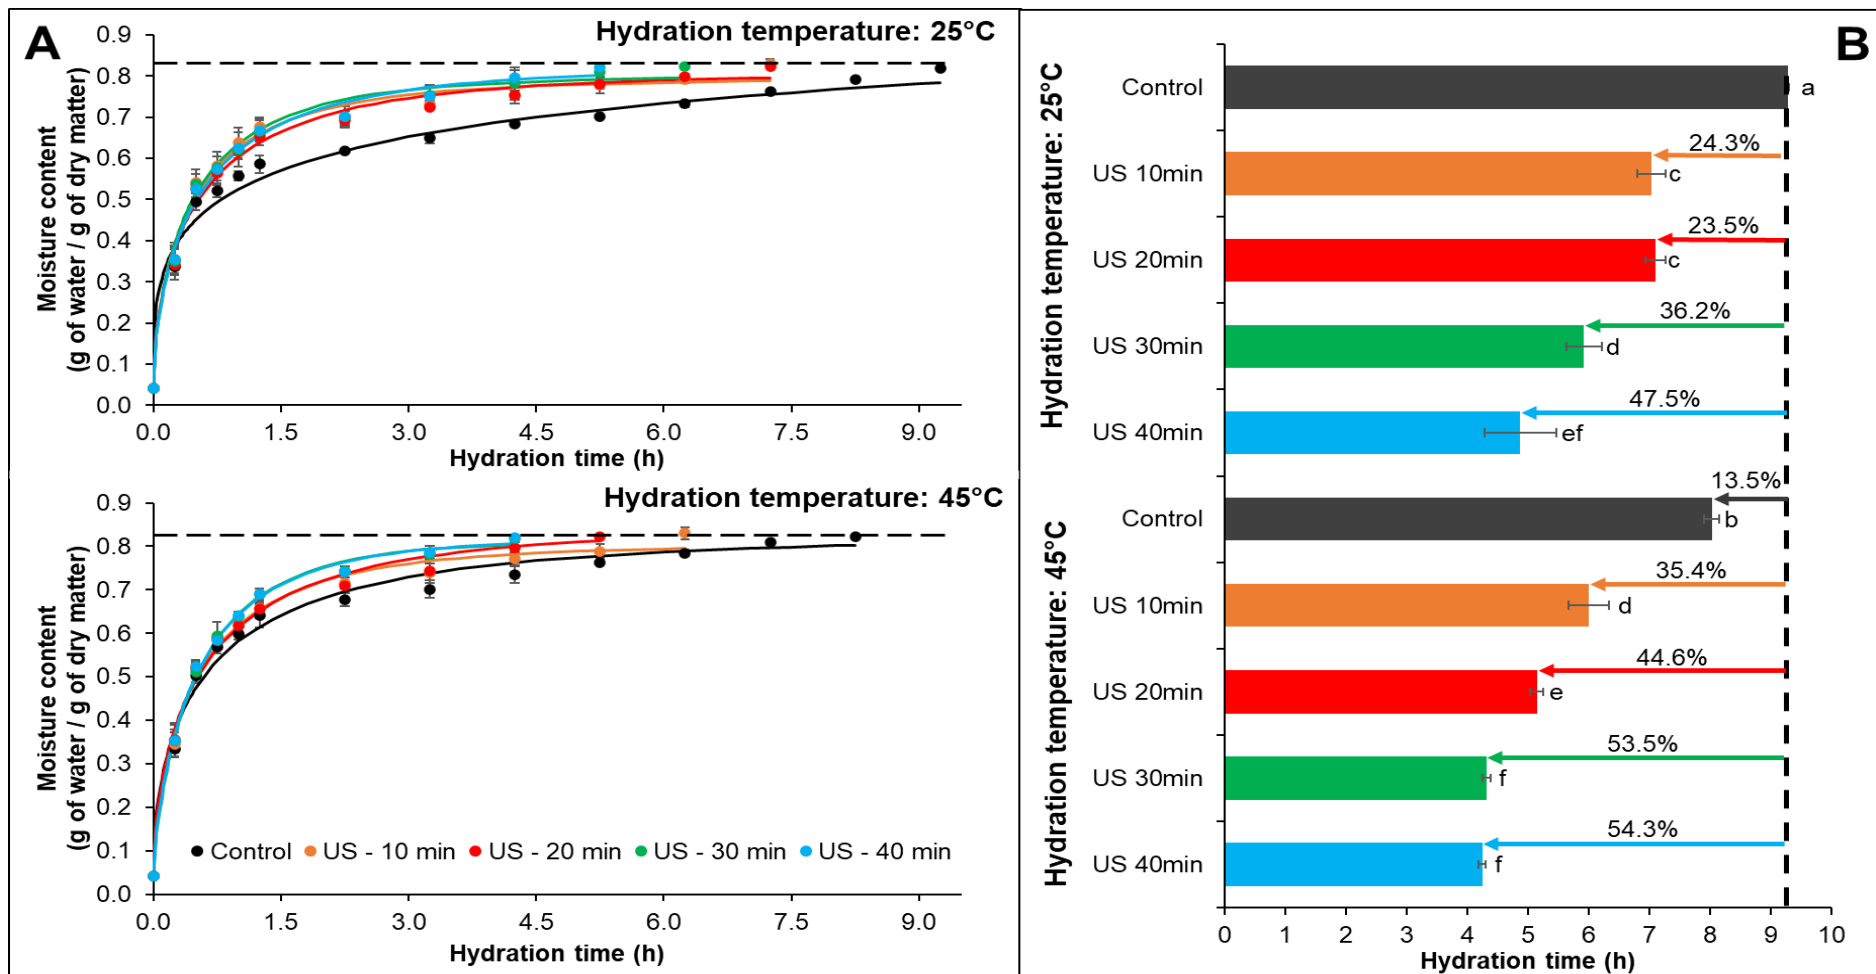 A
Hydration temperature: 25°C
Moisture content
(g of water / g of dry matter)
0.9
0.8
0.7
0.6
0.5
0.4
0.3
0.2
0.1
0.0
0.0 1.5 3.0 4.5 6.0 7.5 9.0
Hydration time (h)
Hydration temperature: 45°C
Moisture content
(g of water / g of dry matter)
0.9
0.8
0.7
0.6
0.5
0.4
0.3
0.2
0.1
0.0
Control US - 10 min US - 20 min US - 30 min US - 40 min
0.0 1.5 3.0 4.5 6.0 7.5 9.0
Hydration time (h)
B
Hydration temperature: 25°C
Control a
24.3%
US 10min c
23.5%
US 20min c
36.2%
US 30min d
47.5%
US 40min ef
Hydration temperature: 45°C
13.5%
Control b
35.4%
US 10min d
44.6%
US 20min e
53.5%
US 30min f
54.3%
US 40min f
0 1 2 3 4 5 6 7 8 9 10
Hydration time (h)